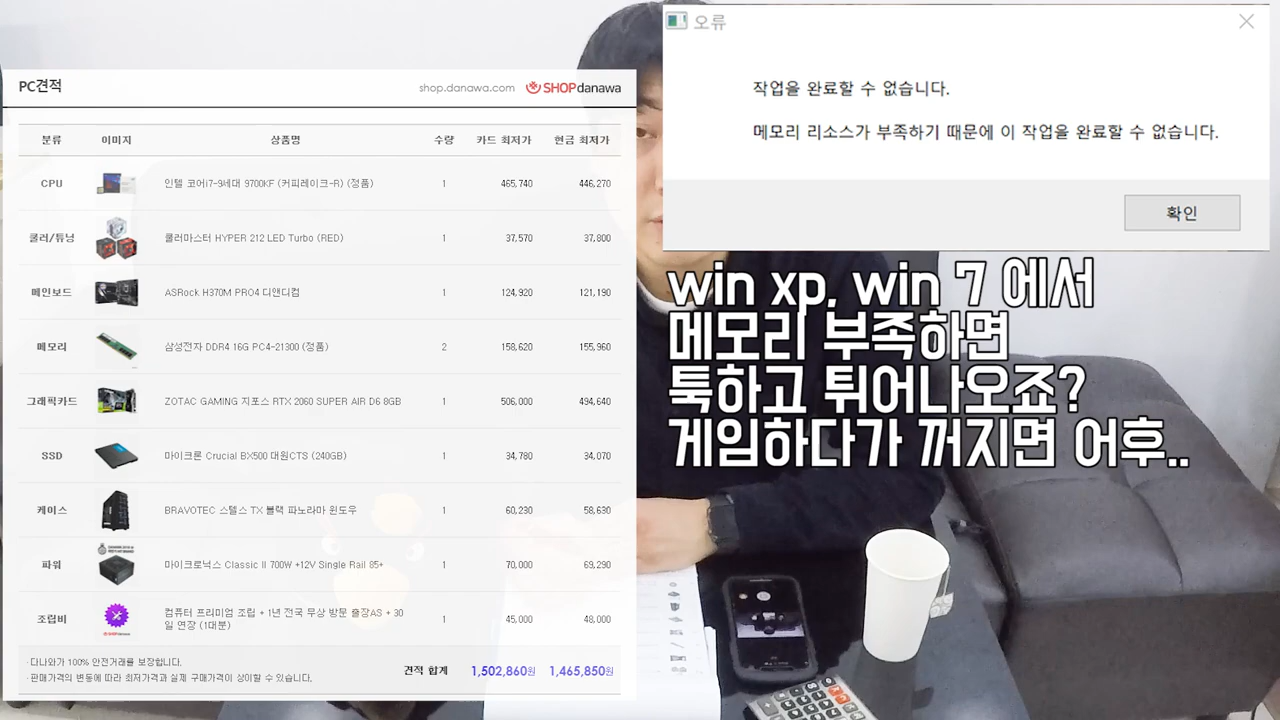 PC견적
shop.danawa.com SHOPdanawa
분류 이미지 상품명 수량 카드 최저가 현금 최저가
CPU 인텔 코어i7-9세대 9700KF (커피레이크-R) (정품) 1 465,740 446,270
쿨러/튜닝 쿨러마스터 HYPER 212 LED Turbo (RED) 1 37,570 37,800
메인보드 ASRock H370M PRO4 디앤디컴 1 124,920 121,190
메모리 삼성전자 DDR4 16G PC4-21300 (정품) 2 158,620 155,960
그래픽카드 ZOTAC GAMING 지포스 RTX 2060 SUPER AIR D6 8GB 1 506,000 494,640
SSD 마이크론 Crucial BX500 대원CTS (240GB) 1 34,780 34,070
케이스 BRAVOTEC 스텔스 TX 블랙 파노라마 윈도우 1 60,230 58,630
파워 마이크로닉스 Classic II 700W +12V Single Rail 85+ 1 70,000 69,290
조립비 컴퓨터 프리미엄 조립 + 1년 전국 무상 방문 출장AS + 30
일 연장 (1대분) 1 45,000 48,000
· 다나와가 100% 안전거래를 보장합니다.
· 판매가격이 변동에 따라 최저가격과 실제 구매가격이 상이할 수 있습니다.
견적 합계 1,502,860원 1,465,850원
오류
작업을 완료할 수 없습니다.
메모리 리소스가 부족하기 때문에 이 작업을 완료할 수 없습니다.
확인
win xp, win 7 에서
메모리 부족하면
툭하고 튀어나오죠?
게임하다가 꺼지면 어후..